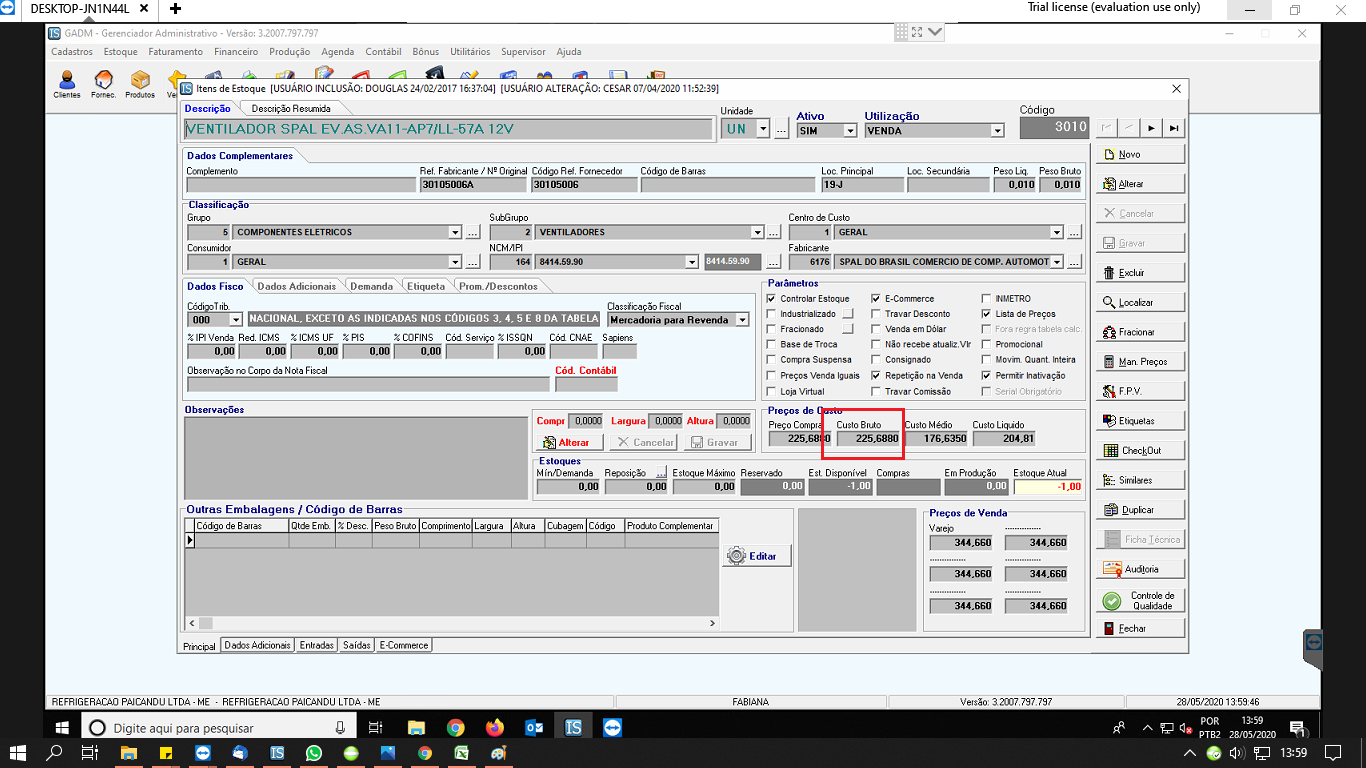 DESKTOP-JN1N44L
Trial license (evaluation use only)
IS GADM - Gerenciador Administrativo - Versão: 3.2007.797.797
Cadastros Estoque Faturamento Financeiro Produção Agenda Contábil Bônus Utilitários Supervisor Ajuda
Clientes Fornec. Produtos
IS Itens de Estoque [USUÁRIO INCLUSÃO: DOUGLAS 24/02/2017 16:37:04] [USUÁRIO ALTERAÇÃO: CESAR 07/04/2020 11:52:39]
Descrição Descrição Resumida Unidade Ativo Utilização Código
VENTILADOR SPAL EV.AS.VA11-AP7/LL-57A 12V UN ... SIM VENDA 3010
Dados Complementares
Complemento Ref. Fabricante / Nº Original Código Ref. Fornecedor Código de Barras Loc. Principal Loc. Secundária Peso Liq. Peso Bruto
30105006A 30105006 19-J 0,010 0,010
Classificação
Grupo SubGrupo Centro de Custo
5 COMPONENTES ELETRICOS ... 2 VENTILADORES ... 1 GERAL ...
Consumidor NCM/IPI Fabricante
1 GERAL ... 164 8414.59.90 8414.59.90 ... 6176 SPAL DO BRASIL COMERCIO DE COMP. AUTOMOT ...
Dados Fisco Dados Adicionais Demanda Etiqueta Prom./Descontos
CódigoTrib. Classificação Fiscal
000 NACIONAL, EXCETO AS INDICADAS NOS CÓDIGOS 3, 4, 5 E 8 DA TABELA Mercadoria para Revenda
% IPI Venda Red. ICMS % ICMS UF % PIS % COFINS Cód. Serviço % ISSQN Cód. CNAE Sapiens
0,00 0,00 0,00 0,00 0,00 0,00
Observação no Corpo da Nota Fiscal Cód. Contábil
Parâmetros
Controlar Estoque E-Commerce INMETRO
Industrializado Travar Desconto Lista de Preços
Fracionado Venda em Dólar Fora regra tabela calc.
Base de Troca Não recebe atualiz.Vlr Promocional
Compra Suspensa Consignado Movim. Quant. Inteira
Preços Venda Iguais Repetição na Venda Permitir Inativação
Loja Virtual Travar Comissão Serial Obrigatório
Observações
Compr 0,0000 Largura 0,0000 Altura 0,0000
Alterar Cancelar Gravar
Preços de Custo
Preço Compra Custo Bruto Custo Médio Custo Liquido
225,6880 225,6880 176,6350 204,81
Estoques
Mín/Demanda Reposição ... Estoque Máximo Reservado Est. Disponível Compras Em Produção Estoque Atual
0,00 0,00 0,00 0,00 -1,00 0,00 -1,00
Outras Embalagens / Código de Barras
Código de Barras Qtde Emb. % Desc. Peso Bruto Comprimento Largura Altura Cubagem Código Produto Complementar
Editar
Preços de Venda
Varejo ---------------
344,660 344,660
--------------- ---------------
344,660 344,660
--------------- ---------------
344,660 344,660
Novo
Alterar
Cancelar
Gravar
Excluir
Localizar
Fracionar
Man. Preços
F.P.V.
Etiquetas
CheckOut
Similares
Duplicar
Ficha Técnica
Auditoria
Controle de
Qualidade
Fechar
Principal Dados Adicionais Entradas Saídas E-Commerce
REFRIGERACAO PAICANDU LTDA - ME - REFRIGERACAO PAICANDU LTDA - ME FABIANA Versão: 3.2007.797.797 28/05/2020 13:59:46
Digite aqui para pesquisar IS POR 13:59
PTB2 28/05/2020
IS 13:59